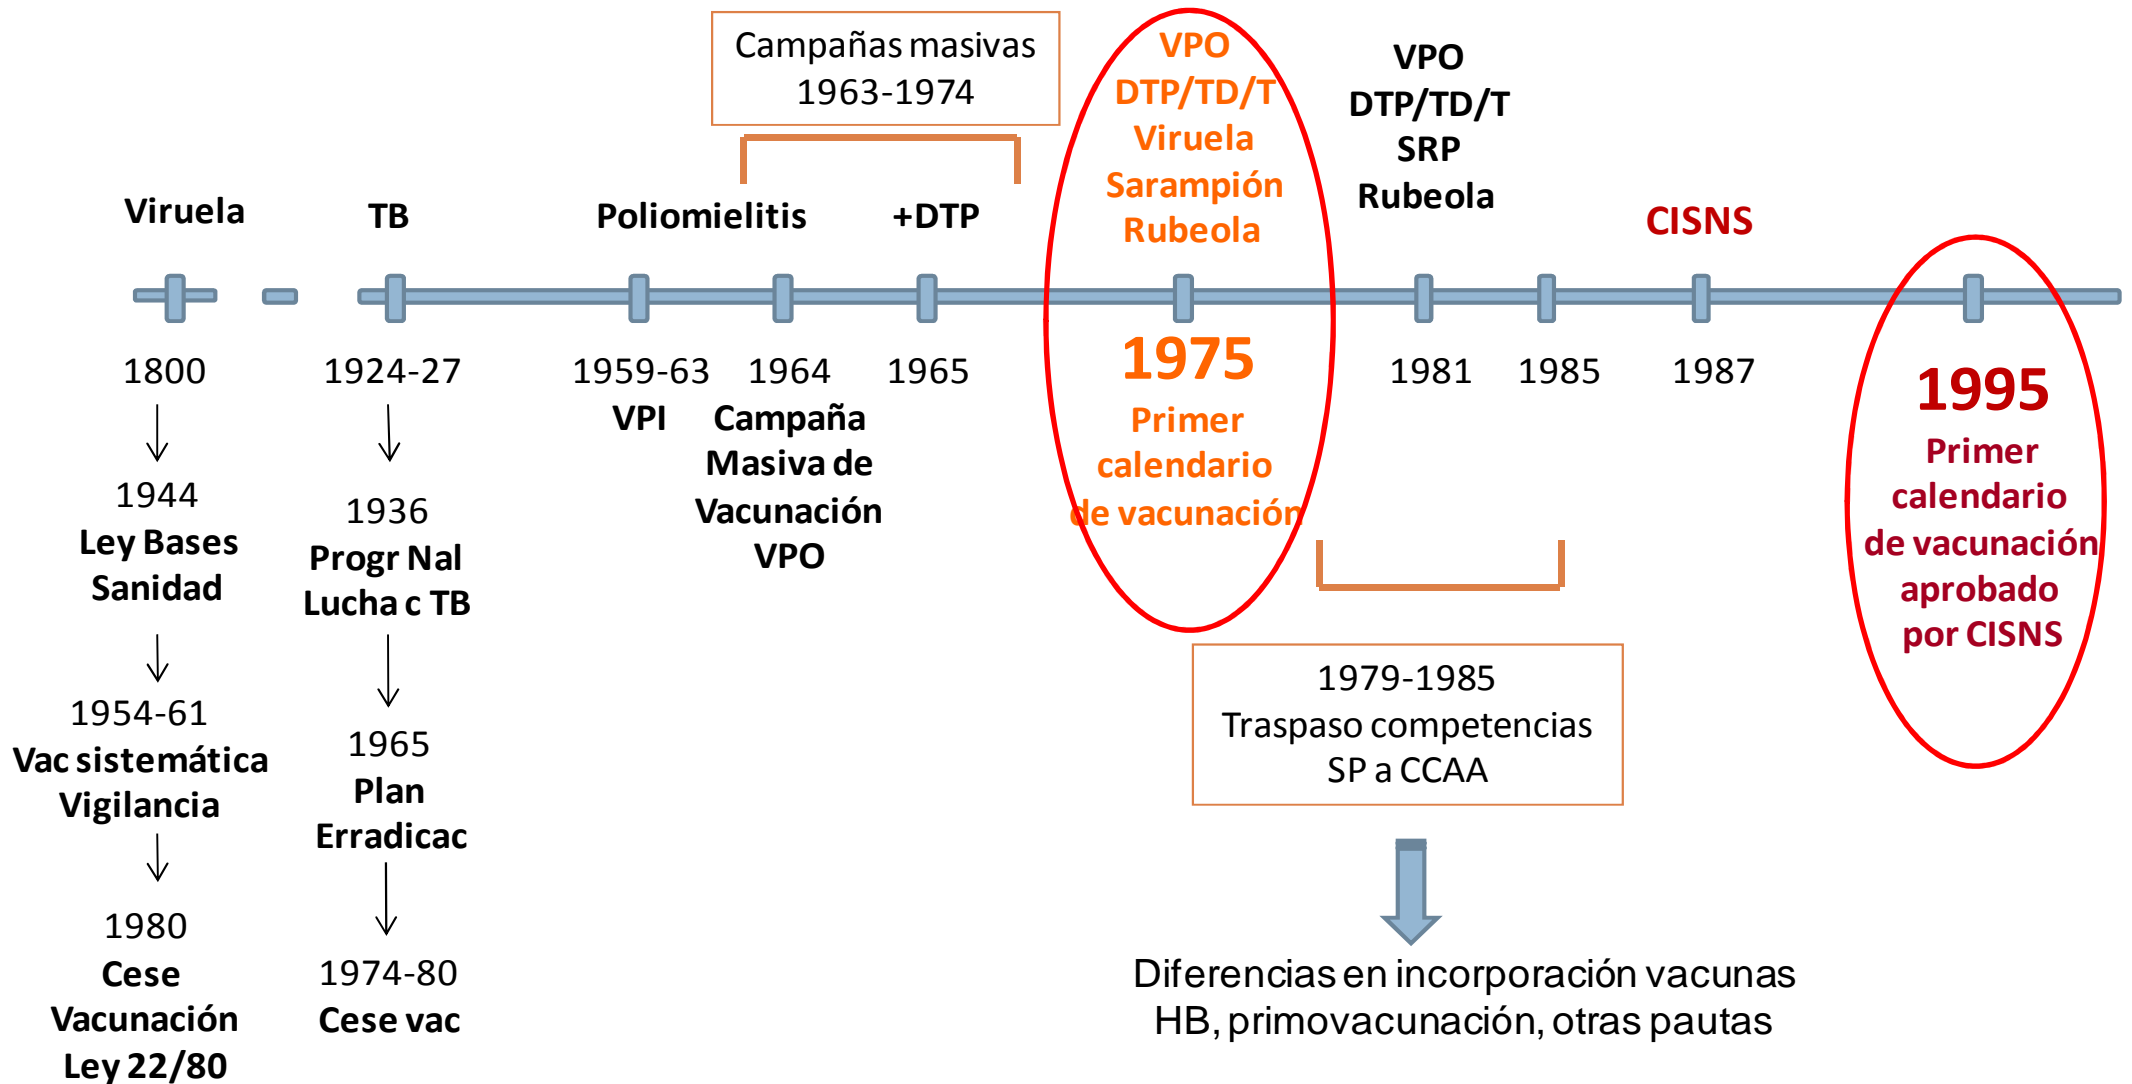 Campañas masivas
1963-1974
VPO
DTP/TD/T
Viruela
Sarampión
Rubeola
VPO
DTP/TD/T
SRP
Rubeola
Viruela
TB
Poliomielitis
+DTP
CISNS
1800
1944
Ley Bases
Sanidad
1954-61
Vac sistemática
Vigilancia
1980
Cese
Vacunación
Ley 22/80
1924-27
1936
Progr Nal
Lucha c TB
1965
Plan
Erradicac
1974-80
Cese vac
1959-63
VPI
1964
Campaña
Masiva de
Vacunación
VPO
1965
1975
Primer
calendario
de vacunación
1981
1985
1987
1995
Primer
calendario
de vacunación
aprobado
por CISNS
1979-1985
Traspaso competencias
SP a CCAA
Diferencias en incorporación vacunas
HB, primovacunación, otras pautas